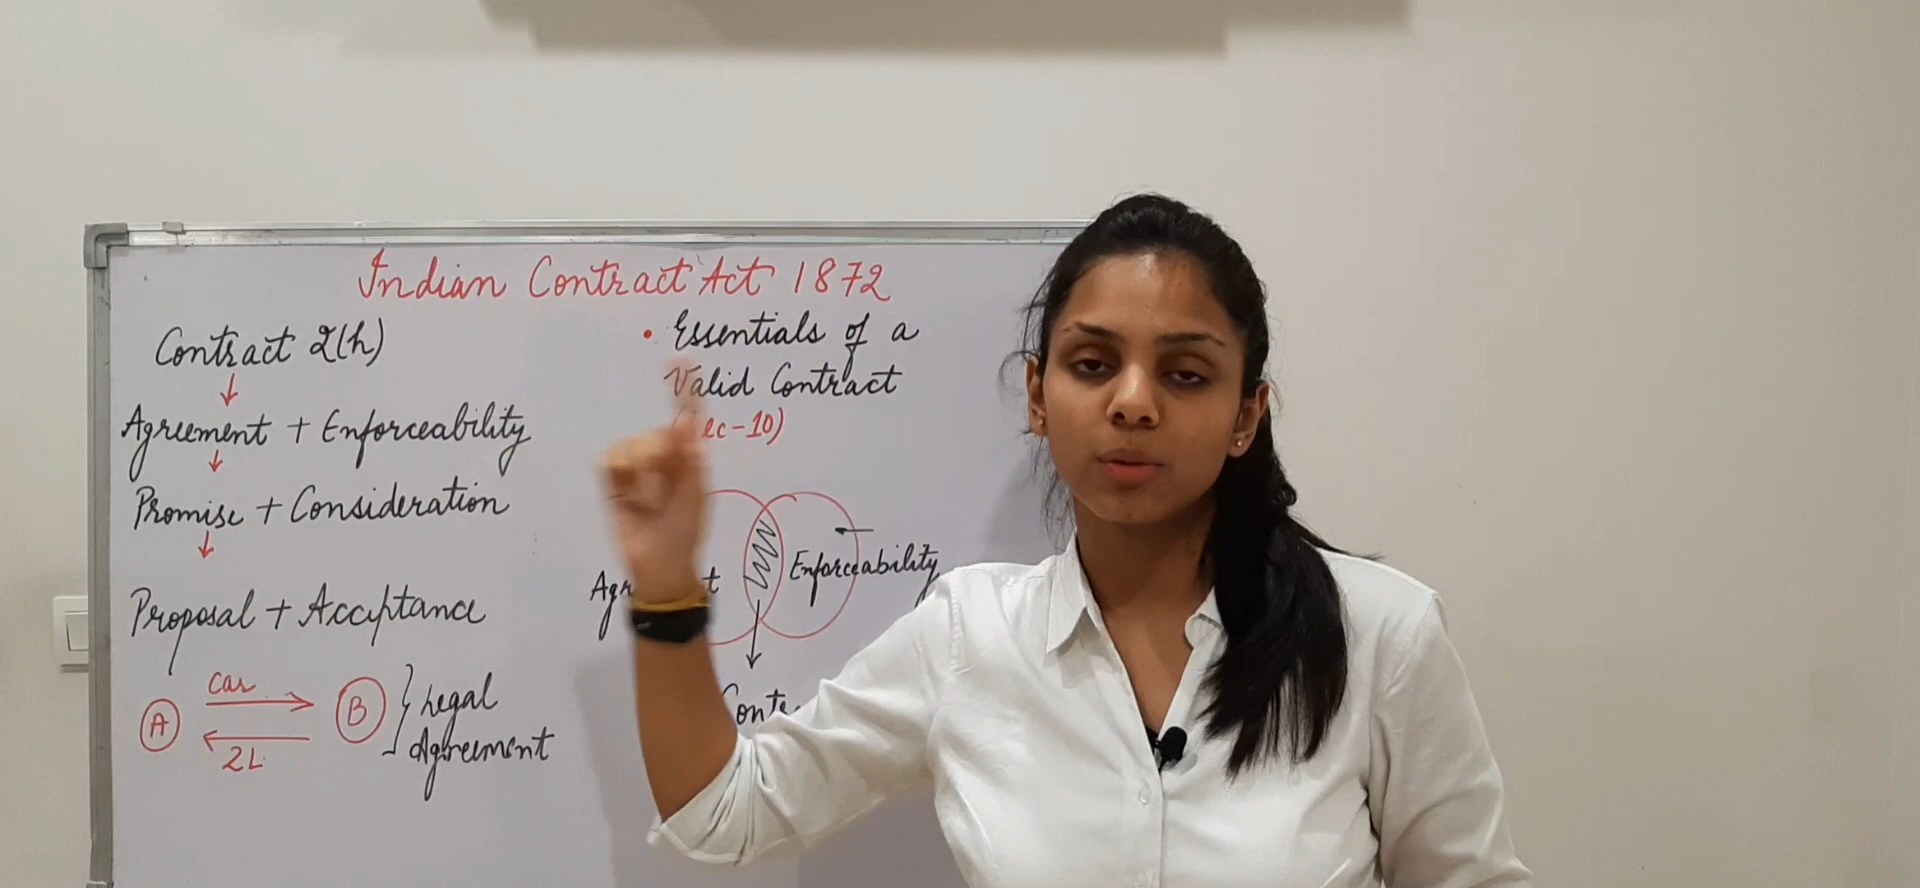 Indian Contract Act 1872
Contract 2(h)
Agreement + Enforceability
Promise + Consideration
Proposal + Acceptance
A
car
B
2L
Legal
Agreement
• Essentials of a
Valid Contract
-10)
Enforceability